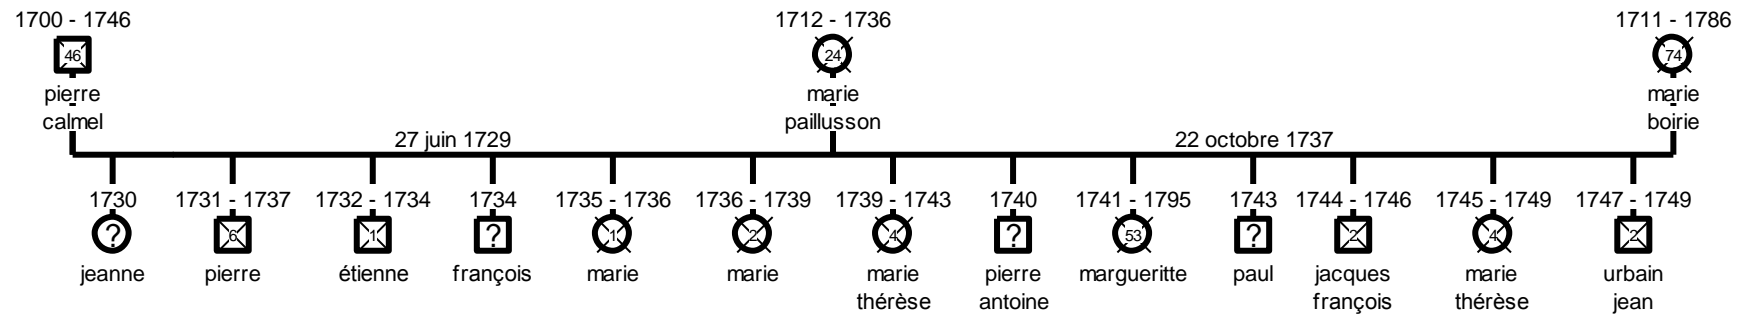 1700 - 1746 1712 - 1736 1711 - 1786
46 24 74
pierre marie marie
calmel paillusson boirie
27 juin 1729 22 octobre 1737
1730 1731 - 1737 1732 - 1734 1734 1735 - 1736 1736 - 1739 1739 - 1743 1740 1741 - 1795 1743 1744 - 1746 1745 - 1749 1747 - 1749
? 6 1 ? 1 2 4 ? 53 ? 2 4 2
jeanne pierre étienne françois marie marie marie pierre margueritte paul jacques marie urbain
thérèse antoine françois thérèse jean